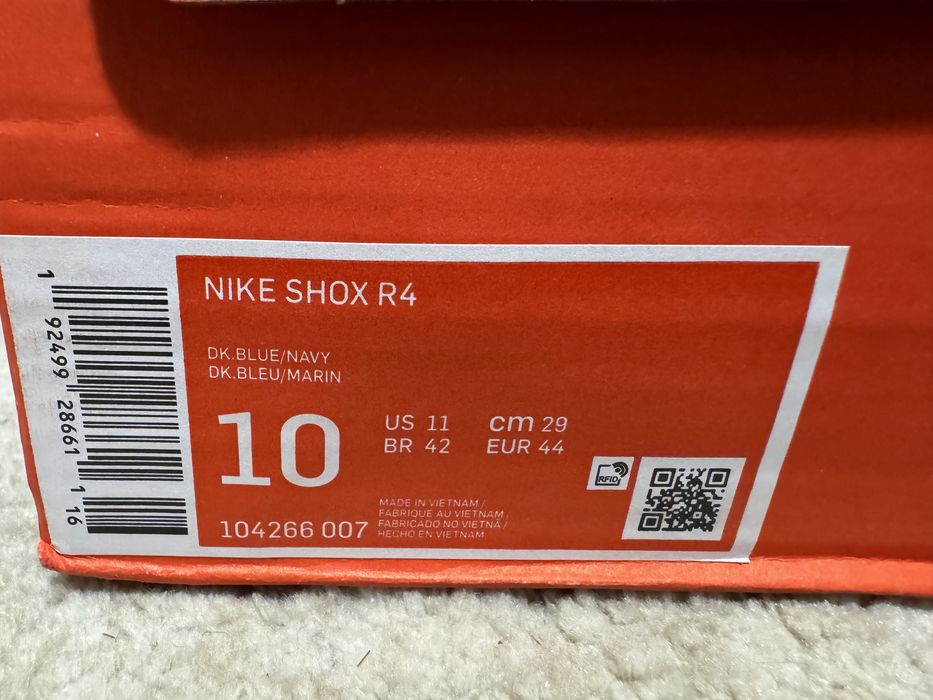 1 92499 28661 1 16
NIKE SHOX R4
DK.BLUE/NAVY
DK.BLEU/MARIN
10
US 11 cm 29
BR 42 EUR 44
104266 007
MADE IN VIETNAM /
FABRIQUE AU VIETNAM /
FABRICADO NO VIETNÃ /
HECHO EN VIETNAM
RFID